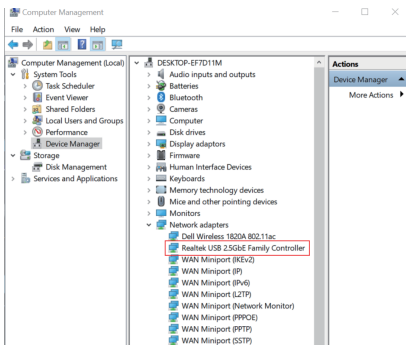 Computer Management
File Action View Help
Computer Management (Local)
System Tools
Task Scheduler
Event Viewer
Shared Folders
Local Users and Groups
Performance
Device Manager
Storage
Disk Management
Services and Applications
DESKTOP-EF7D11M
Audio inputs and outputs
Batteries
Bluetooth
Cameras
Computer
Disk drives
Display adaptors
Firmware
Human Interface Devices
Keyboards
Memory technology devices
Mice and other pointing devices
Monitors
Network adapters
Dell Wireless 1820A 802.11ac
Realtek USB 2.5GbE Family Controller
WAN Miniport (IKEv2)
WAN Miniport (IP)
WAN Miniport (IPv6)
WAN Miniport (L2TP)
WAN Miniport (Network Monitor)
WAN Miniport (PPPOE)
WAN Miniport (PPTP)
WAN Miniport (SSTP)
Actions
Device Manager
More Actions